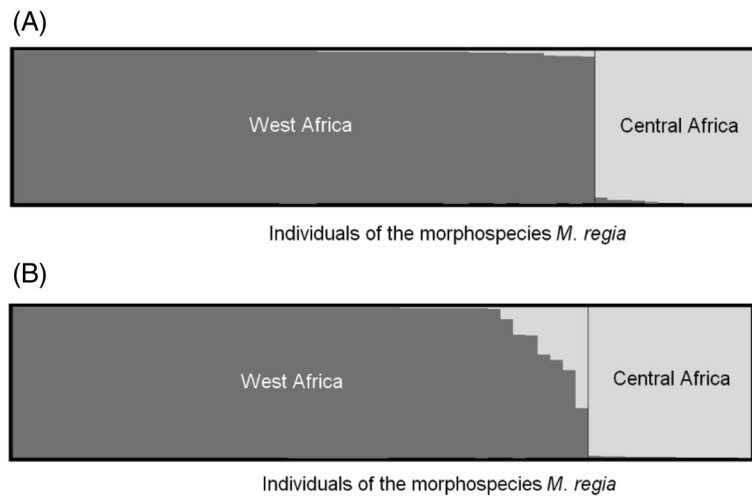 (A)
West Africa
Central Africa
Individuals of the morphospecies M. regia
(B)
West Africa
Central Africa
Individuals of the morphospecies M. regia